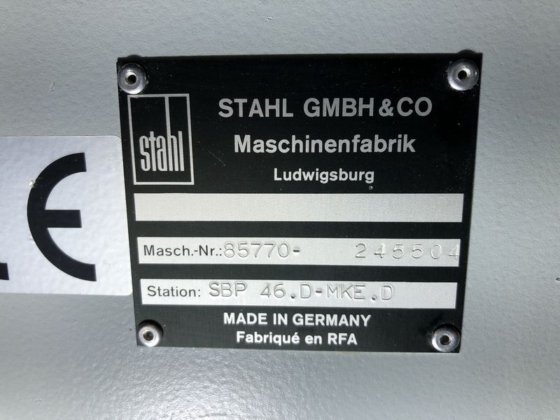 stahl
STAHL GMBH & CO
Maschinenfabrik
Ludwigsburg
Masch.-Nr.: 85770- 245504
Station: SBP 46.D-MKE.D
MADE IN GERMANY
Fabriqué en RFA
CE